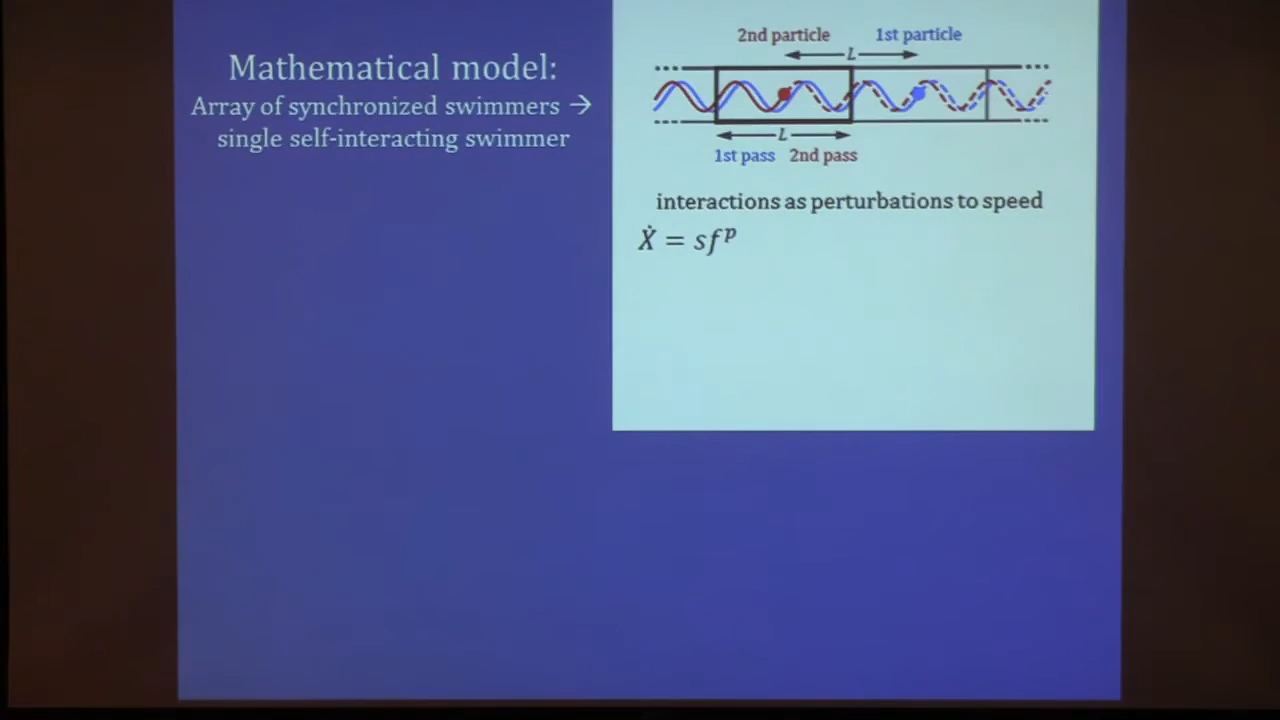 Mathematical model:
Array of synchronized swimmers →
single self-interacting swimmer
2nd particle 1st particle
L
L
1st pass 2nd pass
interactions as perturbations to speed
Ẋ = sfᵖ